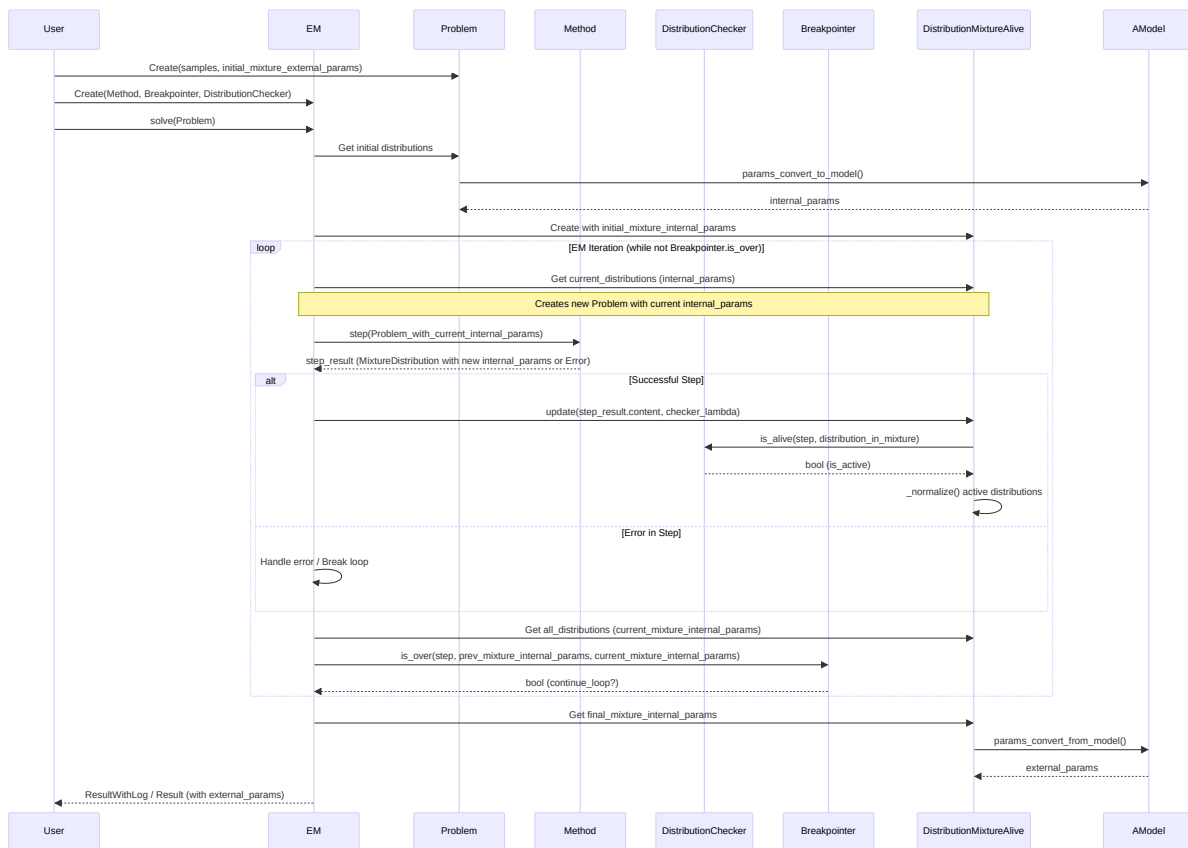 User EM Problem Method DistributionChecker Breakpointer DistributionMixtureAlive AModel
Create(samples, initial_mixture_external_params)
Create(Method, Breakpointer, DistributionChecker)
solve(Problem)
Get initial distributions
params_convert_to_model()
internal_params
Create with initial_mixture_internal_params
loop [EM Iteration (while not Breakpointer.is_over)]
Get current_distributions (internal_params)
Creates new Problem with current internal_params
step(Problem_with_current_internal_params)
step_result (MixtureDistribution with new internal_params or Error)
alt [Successful Step]
update(step_result.content, checker_lambda)
is_alive(step, distribution_in_mixture)
bool (is_active)
_normalize() active distributions
[Error in Step]
Handle error / Break loop
Get all_distributions (current_mixture_internal_params)
is_over(step, prev_mixture_internal_params, current_mixture_internal_params)
bool (continue_loop?)
Get final_mixture_internal_params
params_convert_from_model()
external_params
ResultWithLog / Result (with external_params)
User EM Problem Method DistributionChecker Breakpointer DistributionMixtureAlive AModel